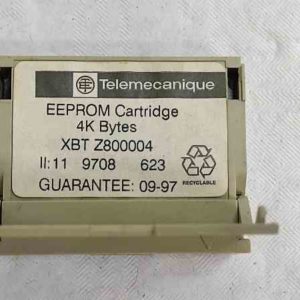 Telemecanique
EEPROM Cartridge
4K Bytes
XBT Z800004
II:11 9708 623
GUARANTEE: 09-97
RECYCLABLE